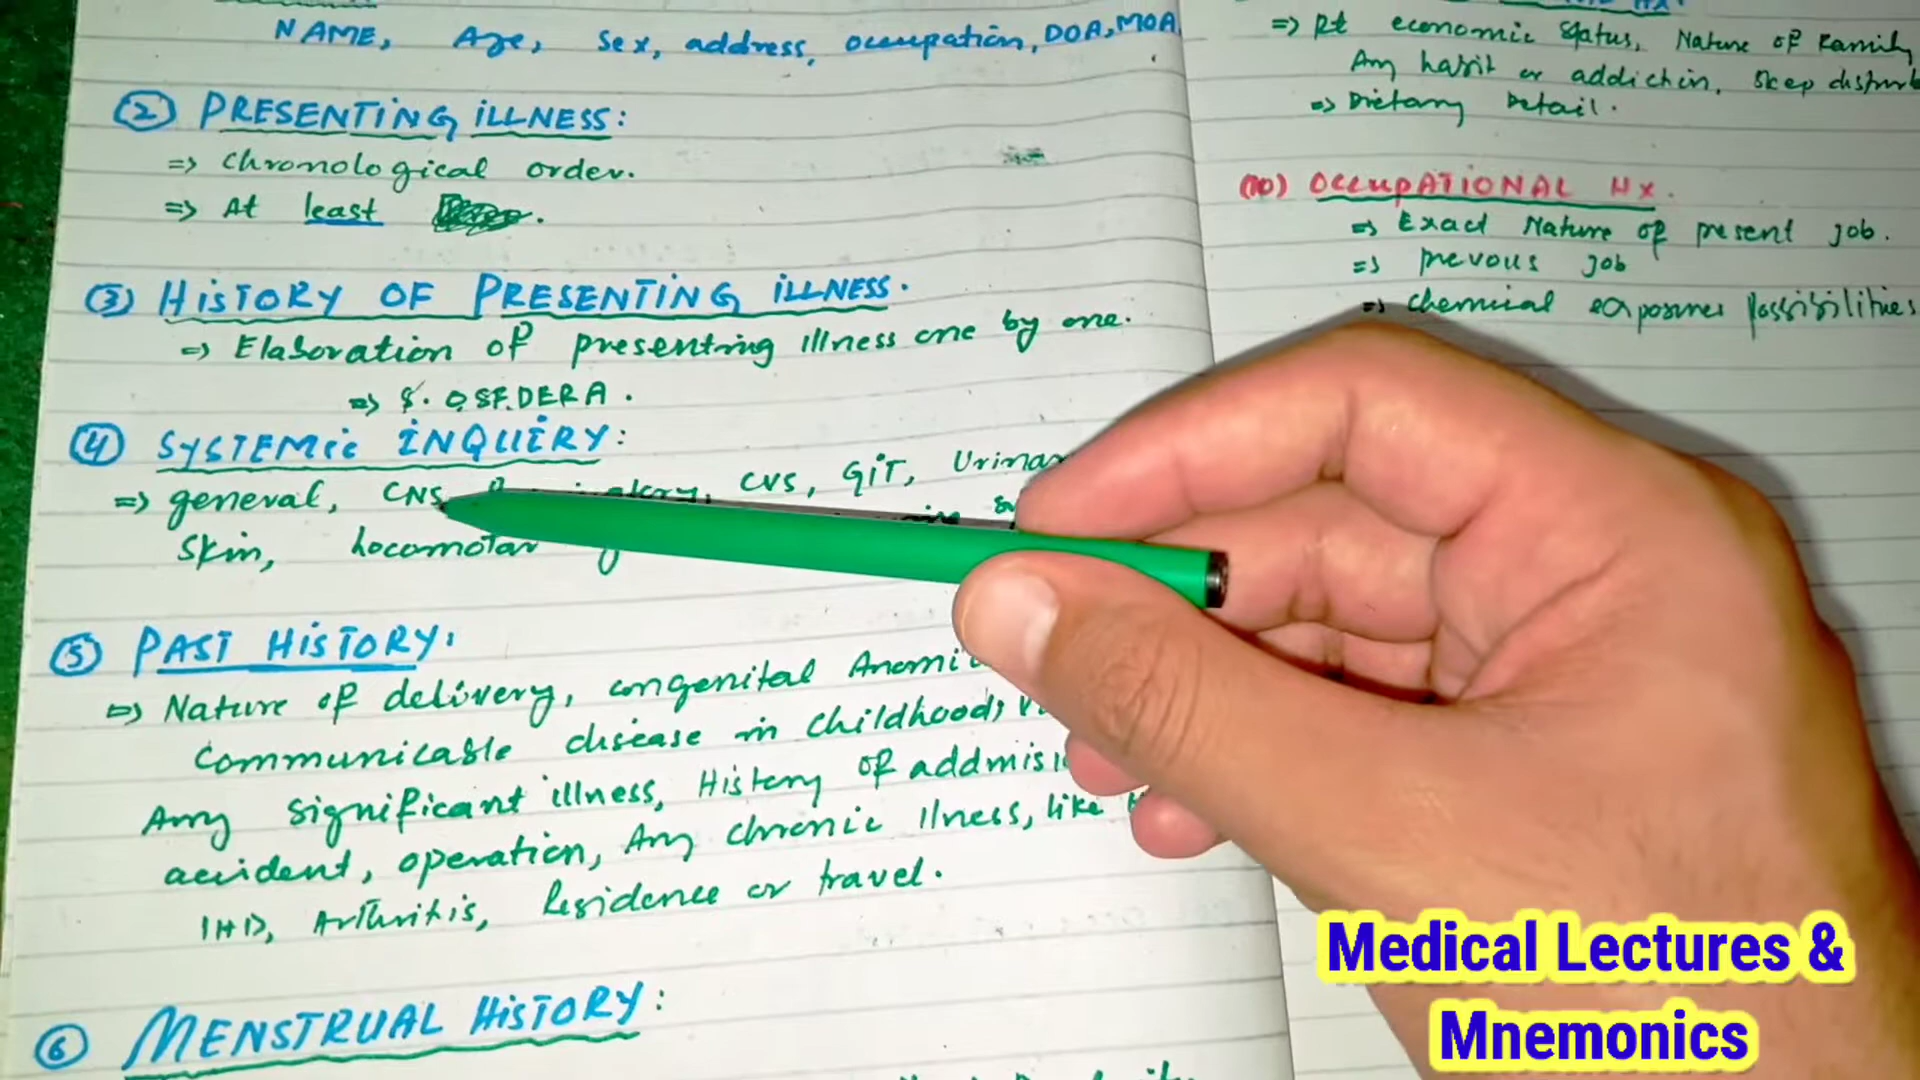 NAME, Age, Sex, address, occupation, DOA, MOA
(2) PRESENTING ILLNESS:
=> chronological order.
=> At least
(3) HISTORY OF PRESENTING ILLNESS.
=> Elaboration of presenting illness one by one.
=> OSF.DERA.
(4) SYSTEMIC INQUIRY:
=> general, CNS, CVS, GIT,
Skin, locomotar
(5) PAST HISTORY:
=> Nature of delivery, congenital
Communicable disease in childhood,
Any significant illness, History of addmis
accident, operation, Any chronic Ilness, like
IHD, Arthritis, Residence or travel.
(6) MENSTRUAL HISTORY:
=> Pt economic status, Nature of Family
Any habit or addiction, Sleep
=> Dietary Detail.
(10) OCCUPATIONAL Hx.
=> Exact Nature of present job.
=> prevous job
=> chemical possibilities
Medical Lectures &
Mnemonics